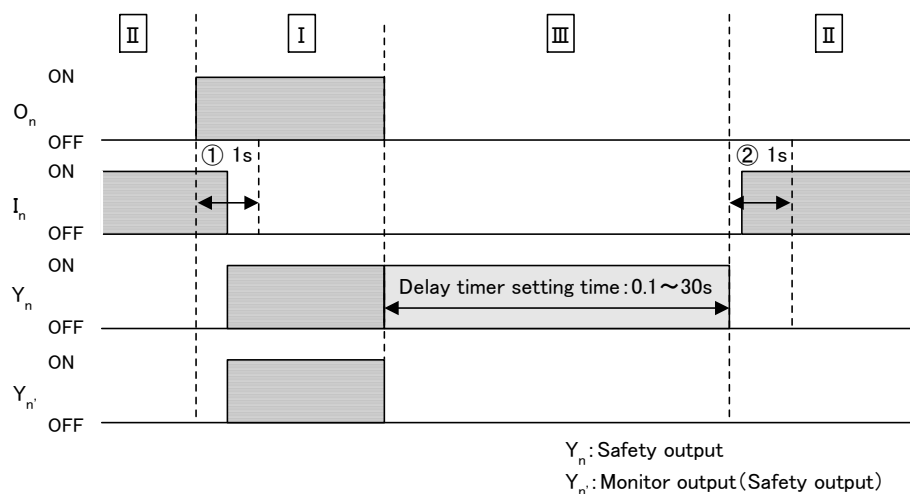 Ⅱ Ⅰ Ⅲ Ⅱ
ON
Oₙ
OFF
① 1s ② 1s
ON
Iₙ
OFF
ON
Yₙ Delay timer setting time:0.1～30s
OFF
ON
Yₙ'
OFF
Yₙ:Safety output
Yₙ':Monitor output(Safety output)